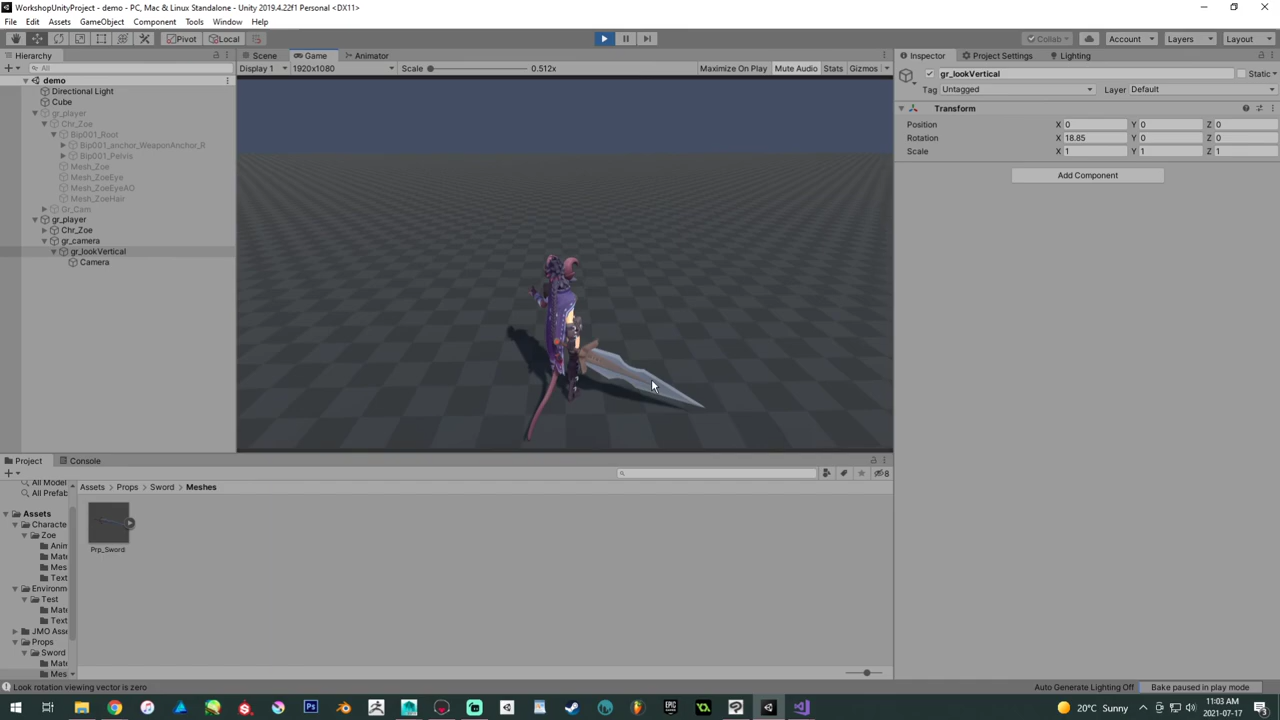 WorkshopUnityProject - demo - PC, Mac & Linux Standalone - Unity 2019.4.22f1 Personal <DX11>
File Edit Assets GameObject Component Tools Window Help
Pivot Local Collab Account Layers Layout
Hierarchy Scene Game Animator Inspector Project Settings Lighting
All Display 1 1920x1080 Scale 0.512x Maximize On Play Mute Audio Stats Gizmos
gr_lookVertical Static
Tag Untagged Layer Default
Transform
Position X 0 Y 0 Z 0
Rotation X 18.85 Y 0 Z 0
Scale X 1 Y 1 Z 1
Add Component
demo
Directional Light
Cube
gr_player
Chr_Zoe
Bip001_Root
Bip001_anchor_WeaponAnchor_R
Bip001_Pelvis
Mesh_Zoe
Mesh_ZoeEye
Mesh_ZoeEyeAO
Mesh_ZoeHair
Gr_Cam
gr_player
Chr_Zoe
gr_camera
gr_lookVertical
Camera
Project Console
8
All Model
All Prefab
Assets
Characte
Zoe
Anin
Mate
Mes
Text
Environm
Test
Mate
Text
JMO Asse
Props
Sword
Mate
Mes
Assets > Props > Sword > Meshes
Prp_Sword
Look rotation viewing vector is zero
Auto Generate Lighting Off Bake paused in play mode
20°C Sunny 11:03 AM
2021-07-17